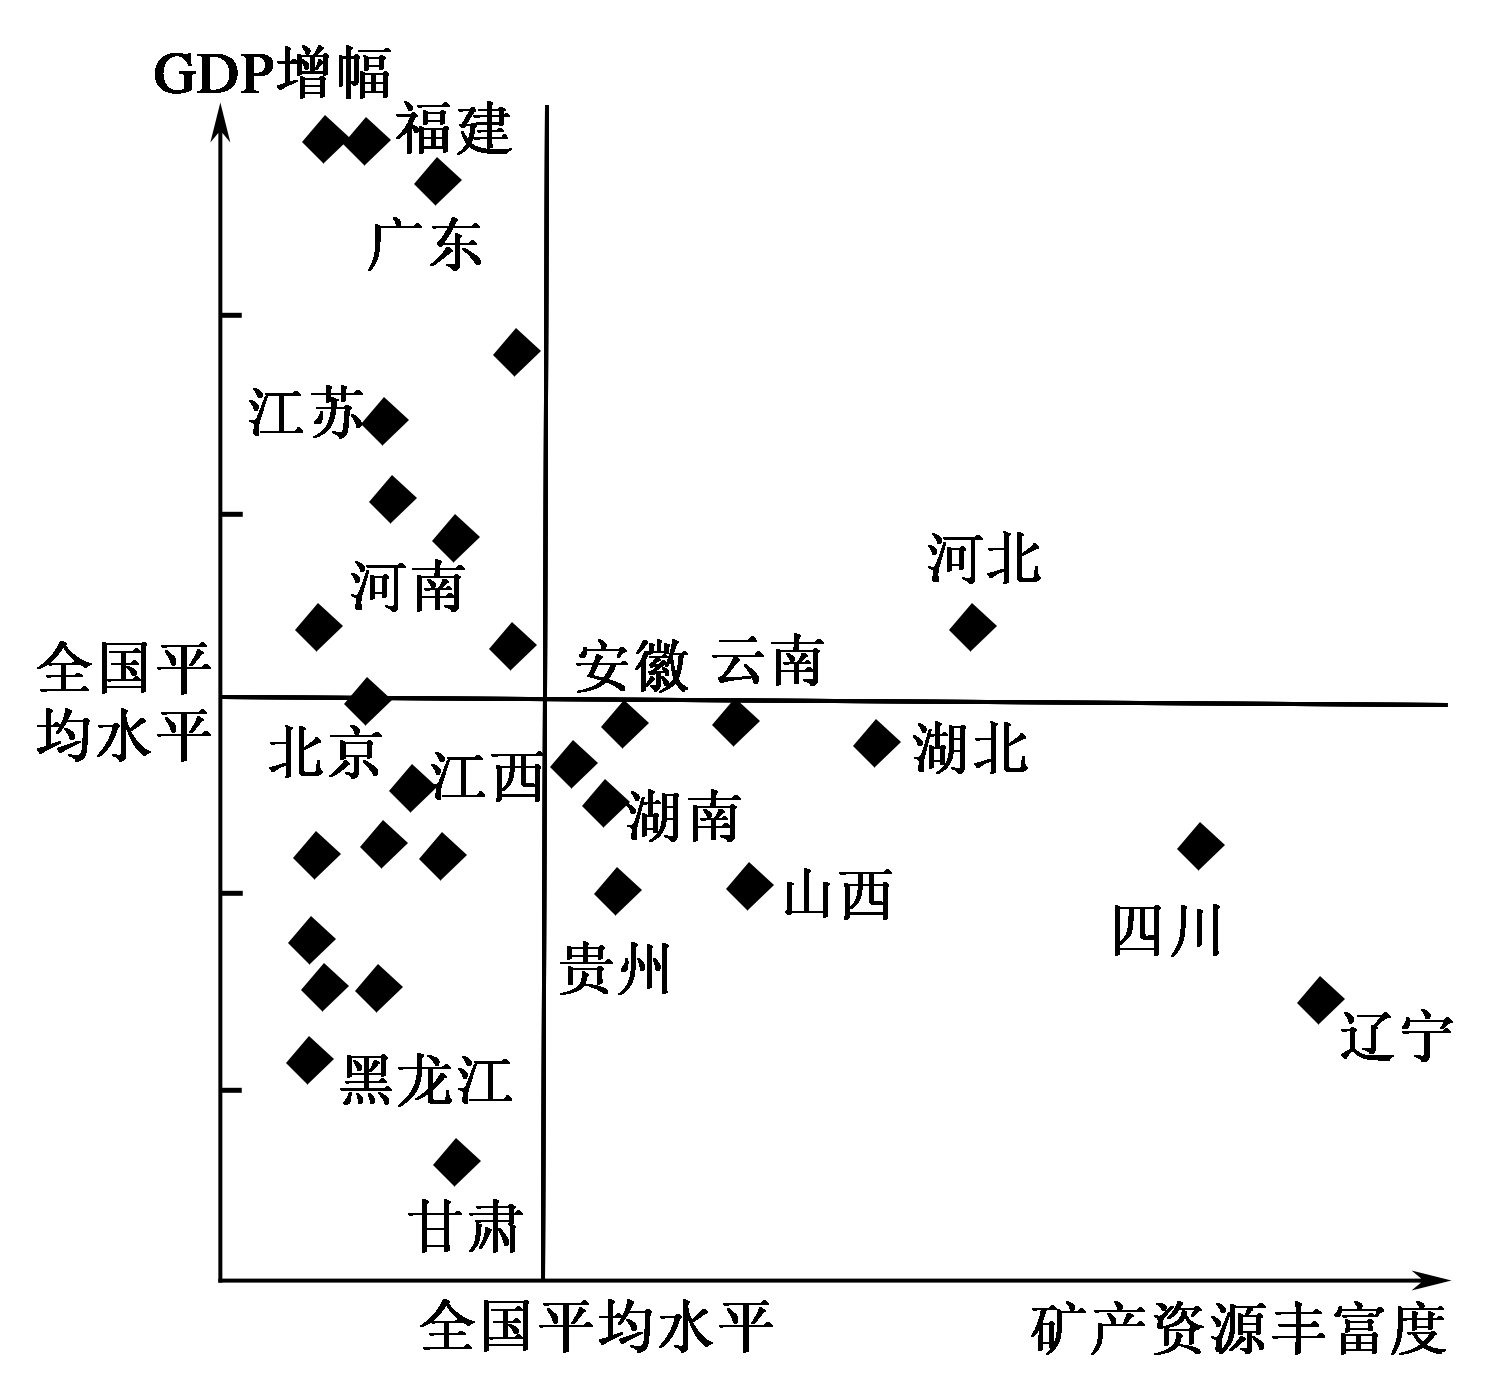 GDP增幅
福建
广东
江苏
河南
河北
全国平
均水平
安徽
云南
北京
江西
湖北
湖南
山西
贵州
四川
辽宁
黑龙江
甘肃
全国平均水平
矿产资源丰富度